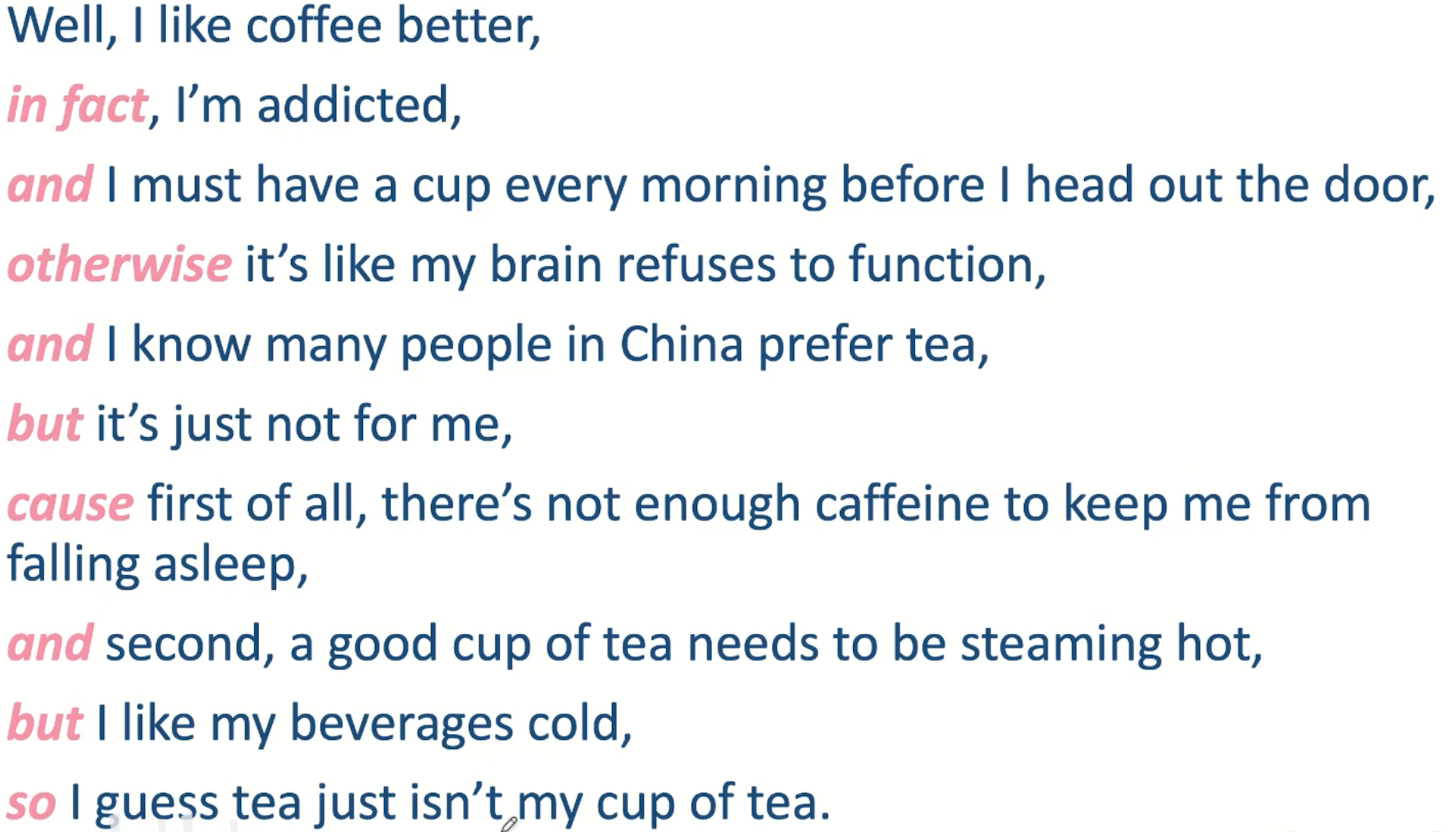 Well, I like coffee better,
in fact, I’m addicted,
and I must have a cup every morning before I head out the door,
otherwise it’s like my brain refuses to function,
and I know many people in China prefer tea,
but it’s just not for me,
cause first of all, there’s not enough caffeine to keep me from
falling asleep,
and second, a good cup of tea needs to be steaming hot,
but I like my beverages cold,
so I guess tea just isn’t my cup of tea.